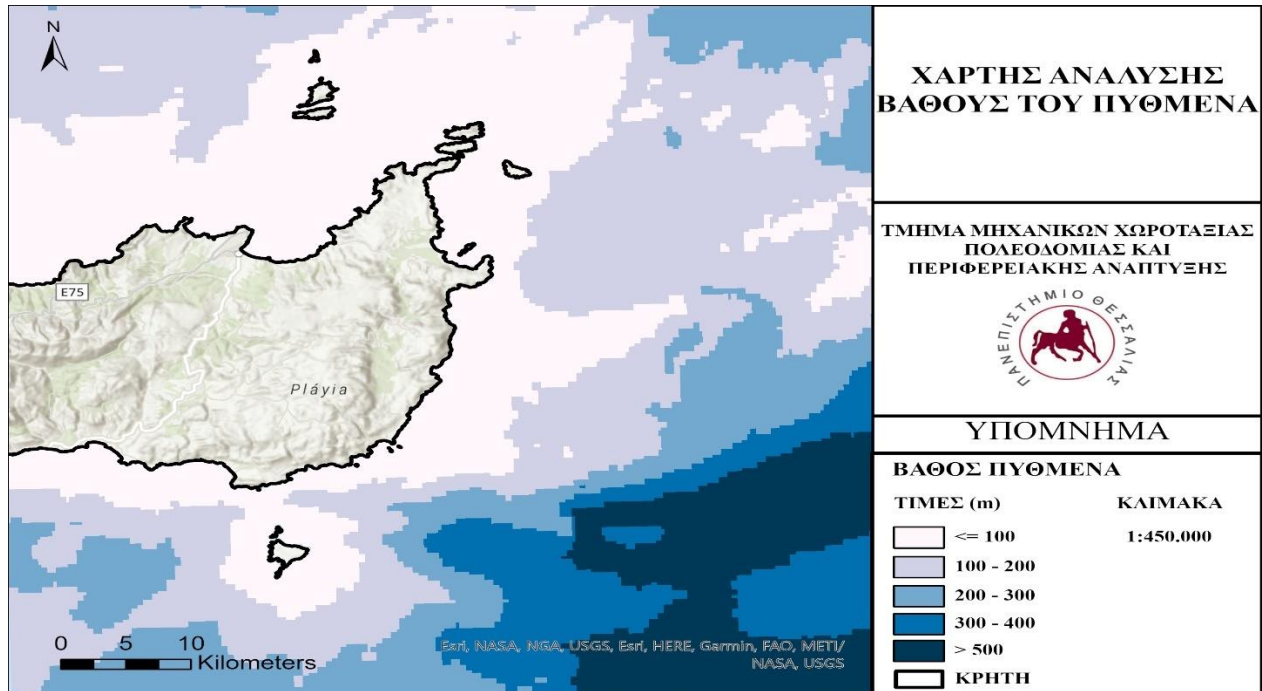 N
E75
Pláyia
0 5 10
Kilometers
Esri, NASA, NGA, USGS, Esri, HERE, Garmin, FAO, METI/
NASA, USGS
ΧΑΡΤΗΣ ΑΝΑΛΥΣΗΣ
ΒΑΘΟΥΣ ΤΟΥ ΠΥΘΜΕΝΑ
ΤΜΗΜΑ ΜΗΧΑΝΙΚΩΝ ΧΩΡΟΤΑΞΙΑΣ
ΠΟΛΕΟΔΟΜΙΑΣ ΚΑΙ
ΠΕΡΙΦΕΡΕΙΑΚΗΣ ΑΝΑΠΤΥΞΗΣ
ΠΑΝΕΠΙΣΤΗΜΙΟ ΘΕΣΣΑΛΙΑΣ
ΥΠΟΜΝΗΜΑ
ΒΑΘΟΣ ΠΥΘΜΕΝΑ
ΤΙΜΕΣ (m) ΚΛΙΜΑΚΑ
<= 100 1:450.000
100 - 200
200 - 300
300 - 400
> 500
ΚΡΗΤΗ